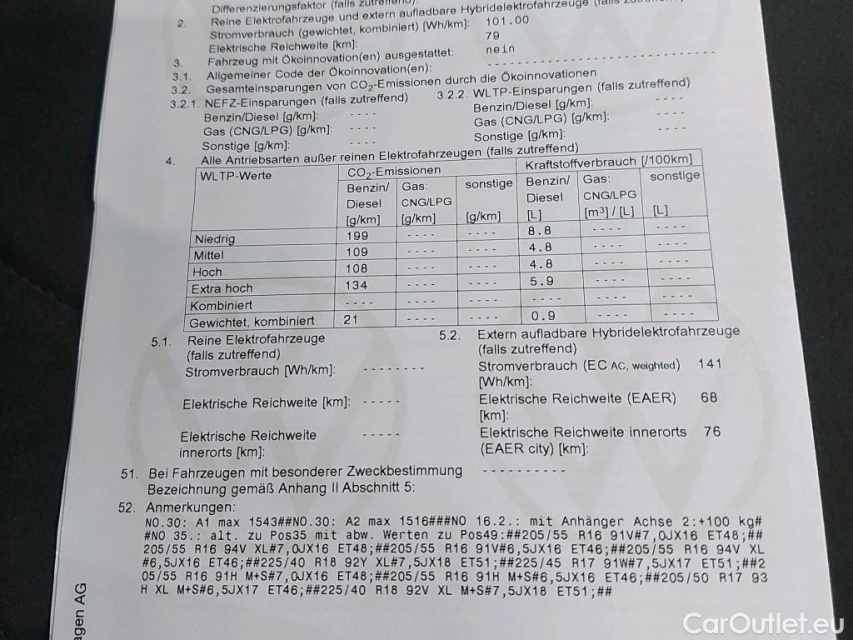 Differenzierungsfaktor (falls zutreffend):
2. Reine Elektrofahrzeuge und extern aufladbare Hybridelektrofahrzeuge (falls zutreffend)
Stromverbrauch (gewichtet, kombiniert) [Wh/km]: 101.00
Elektrische Reichweite [km]: 79
3. Fahrzeug mit Ökoinnovation(en) ausgestattet: nein
3.1. Allgemeiner Code der Ökoinnovation(en): - - - - - - - - - - - - - - - - - - - - - - - -
3.2. Gesamteinsparungen von CO2-Emissionen durch die Ökoinnovationen
3.2.1. NEFZ-Einsparungen (falls zutreffend) 3.2.2. WLTP-Einsparungen (falls zutreffend)
Benzin/Diesel [g/km]: - - - - Benzin/Diesel [g/km]: - - - -
Gas (CNG/LPG) [g/km]: - - - - Gas (CNG/LPG) [g/km]: - - - -
Sonstige [g/km]: - - - - Sonstige [g/km]: - - - -
4. Alle Antriebsarten außer reinen Elektrofahrzeugen (falls zutreffend)
WLTP-Werte CO2-Emissionen Kraftstoffverbrauch [/100km]
Benzin/ Gas: sonstige Benzin/ Gas: sonstige
Diesel CNG/LPG Diesel CNG/LPG
[g/km] [g/km] [g/km] [L] [m³] / [L] [L]
Niedrig 199 - - - - - - - - 8.8 - - - - - - - -
Mittel 109 - - - - - - - - 4.8 - - - - - - - -
Hoch 108 - - - - - - - - 4.8 - - - - - - - -
Extra hoch 134 - - - - - - - - 5.9 - - - - - - - -
Kombiniert - - - - - - - - - - - - - - - - - - - - - - - -
Gewichtet, kombiniert 21 - - - - - - - - 0.9 - - - - - - - -
5.1. Reine Elektrofahrzeuge 5.2. Extern aufladbare Hybridelektrofahrzeuge
(falls zutreffend) (falls zutreffend)
Stromverbrauch [Wh/km]: - - - - - - - - Stromverbrauch (EC AC, weighted) 141
[Wh/km]:
Elektrische Reichweite [km]: - - - - - Elektrische Reichweite (EAER) 68
[km]:
Elektrische Reichweite - - - - - Elektrische Reichweite innerorts 76
innerorts [km]: (EAER city) [km]:
51. Bei Fahrzeugen mit besonderer Zweckbestimmung - - - - - - - - - -
Bezeichnung gemäß Anhang II Abschnitt 5:
52. Anmerkungen:
NO.30: A1 max 1543##NO.30: A2 max 1516###NO 16.2.: mit Anhänger Achse 2:+100 kg#
#NO 35.: alt. zu Pos35 mit abw. Werten zu Pos49:##205/55 R16 91V#7,0JX16 ET48;##
205/55 R16 94V XL#7,0JX16 ET48;##205/55 R16 91V#6,5JX16 ET46;##205/55 R16 94V XL
#6,5JX16 ET46;##225/40 R18 92Y XL#7,5JX18 ET51;##225/45 R17 91W#7,5JX17 ET51;##2
05/55 R16 91H M+S#7,0JX16 ET48;##205/55 R16 91H M+S#6,5JX16 ET46;##205/50 R17 93
H XL M+S#6,5JX17 ET46;##225/40 R18 92V XL M+S#7,5JX18 ET51;##
agen AG
CarOutlet.eu